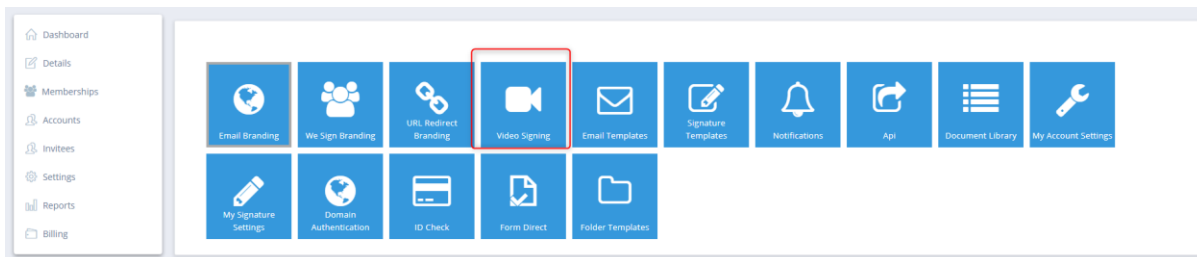 Dashboard
Details
Memberships
Accounts
Invitees
Settings
Reports
Billing
Email Branding
We Sign Branding
URL Redirect
Branding
Video Signing
Email Templates
Signature
Templates
Notifications
Api
Document Library
My Account Settings
My Signature
Settings
Domain
Authentication
ID Check
Form Direct
Folder Templates